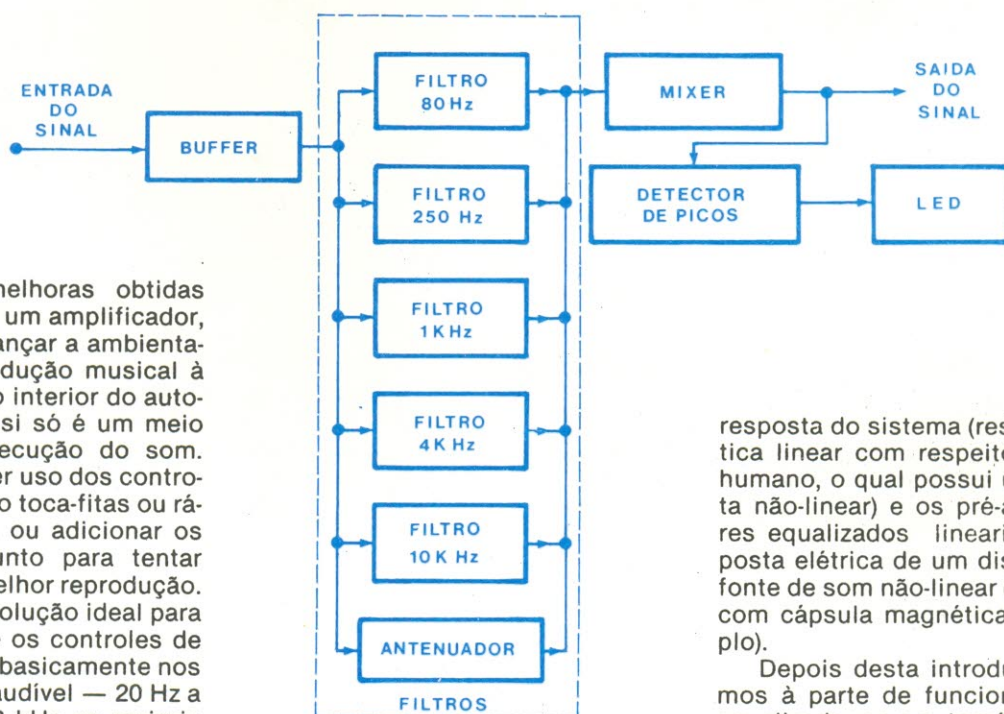 ENTRADA
DO
SINAL
BUFFER
FILTRO
80 Hz
FILTRO
250 Hz
FILTRO
1 K Hz
FILTRO
4 K Hz
FILTRO
10 K Hz
ANTENUADOR
FILTROS
MIXER
SAIDA
DO
SINAL
DETECTOR
DE PICOS
LED
melhoras obtidas
um amplificador,
ançar a ambienta-
dução musical à
o interior do auto-
si só é um meio
ecução do som.
er uso dos contro-
o toca-fitas ou rá-
ou adicionar os
unto para tentar
elhor reprodução.
olução ideal para
os controles de
basicamente nos
audível — 20 Hz a
resposta do sistema (res
tica linear com respeito
humano, o qual possui
ta não-linear) e os pré-a
res equalizados lineari
posta elétrica de um dis
fonte de som não-linear
com cápsula magnética
plo).
Depois desta introdu
mos à parte de funcion